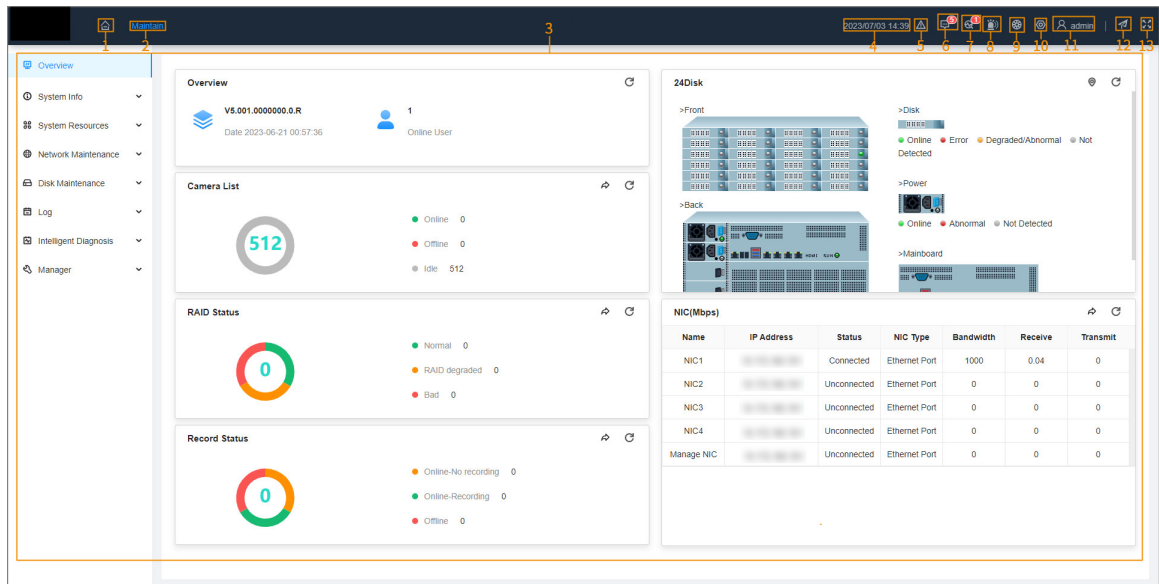 Maintain
3
2023/07/03 14:39
5
1
admin
1
2
4
5
6
7
8
9
10
11
12
13
Overview
System Info
System Resources
Network Maintenance
Disk Maintenance
Log
Intelligent Diagnosis
Manager
Overview
V5.001.0000000.0.R
Date 2023-06-21 00:57:36
1
Online User
Camera List
512
Online 0
Offline 0
Idle 512
RAID Status
0
Normal 0
RAID degraded 0
Bad 0
Record Status
0
Online-No recording 0
Online-Recording 0
Offline 0
24Disk
>Front
>Back
>Disk
Online Error Degraded/Abnormal Not
Detected
>Power
Online Abnormal Not Detected
>Mainboard
NIC(Mbps)
Name IP Address Status NIC Type Bandwidth Receive Transmit
NIC1 Connected Ethernet Port 1000 0.04 0
NIC2 Unconnected Ethernet Port 0 0 0
NIC3 Unconnected Ethernet Port 0 0 0
NIC4 Unconnected Ethernet Port 0 0 0
Manage NIC Unconnected Ethernet Port 0 0 0